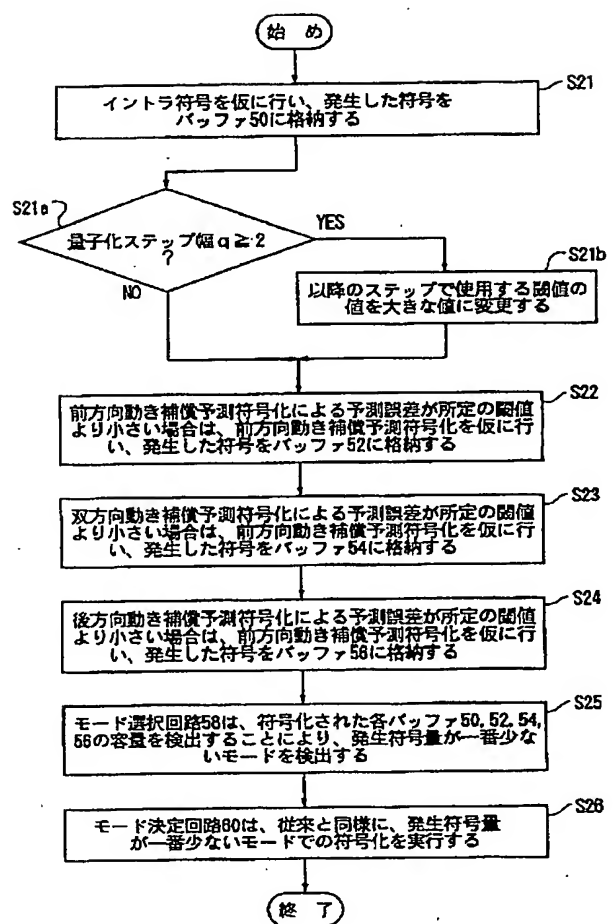 始 め
S21
イントラ符号を仮に行い、発生した符号を
バッファ50に格納する
S21a
量子化ステップ幅q≧2
?
YES
NO
S21b
以降のステップで使用する閾値の
値を大きな値に変更する
S22
前方向動き補償予測符号化による予測誤差が所定の閾値
より小さい場合は、前方向動き補償予測符号化を仮に行
い、発生した符号をバッファ52に格納する
S23
双方向動き補償予測符号化による予測誤差が所定の閾値
より小さい場合は、前方向動き補償予測符号化を仮に行
い、発生した符号をバッファ54に格納する
S24
後方向動き補償予測符号化による予測誤差が所定の閾値
より小さい場合は、前方向動き補償予測符号化を仮に行
い、発生した符号をバッファ56に格納する
S25
モード選択回路58は、符号化された各バッファ50,52,54,
56の容量を検出することにより、発生符号量が一番少な
いモードを検出する
S26
モード決定回路60は、従来と同様に、発生符号量
が一番少ないモードでの符号化を実行する
終 了